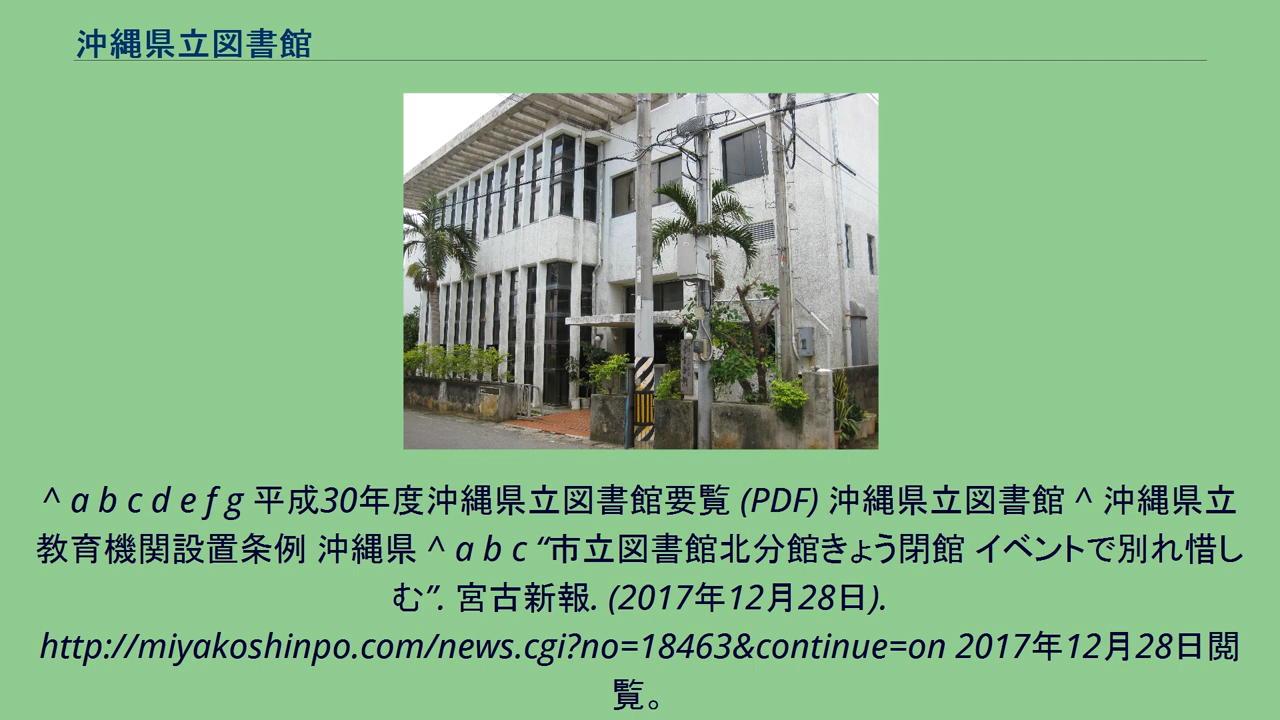 沖縄県立図書館
^ a b c d e f g 平成30年度沖縄県立図書館要覧 (PDF) 沖縄県立図書館 ^ 沖縄県立
教育機関設置条例 沖縄県 ^ a b c “市立図書館北分館きょう閉館 イベントで別れ惜し
む”. 宮古新報. (2017年12月28日).
http://miyakoshinpo.com/news.cgi?no=18463&continue=on 2017年12月28日閲
覧。